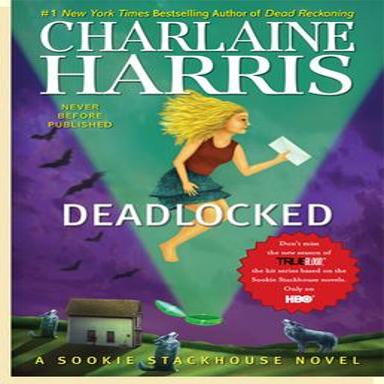 #1 New York Times Bestselling Author of Dead Reckoning
CHARLAINE
HARRIS
NEVER
BEFORE
PUBLISHED
DEADLOCKED
Don't miss
the new season of
TRUE BLOOD,
the hit series based on the
Sookie Stackhouse novels.
Only on
HBO
A SOOKIE STACKHOUSE NOVEL